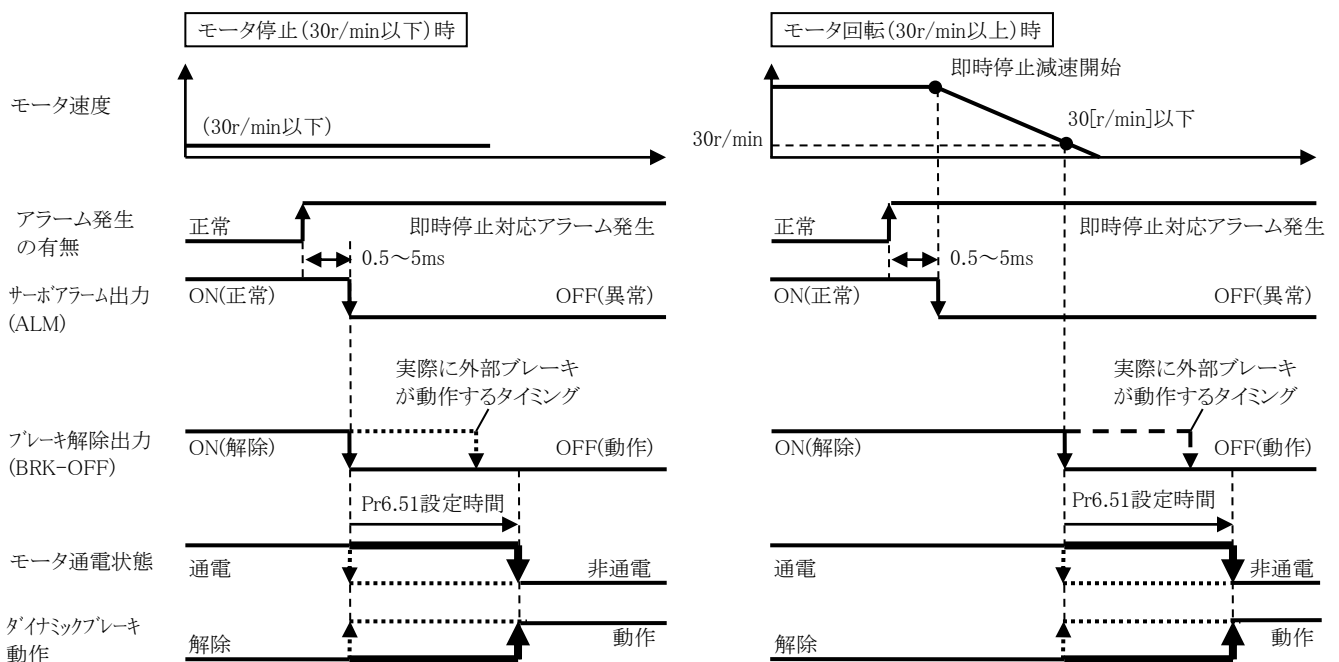 モータ停止(30r/min以下)時
モータ回転(30r/min以上)時
即時停止減速開始
モータ速度
(30r/min以下)
30[r/min]以下
30r/min
アラーム発生
の有無
正常
即時停止対応アラーム発生
正常
即時停止対応アラーム発生
0.5～5ms
0.5～5ms
サーボアラーム出力
(ALM)
ON(正常)
OFF(異常)
ON(正常)
OFF(異常)
実際に外部ブレーキ
が動作するタイミング
実際に外部ブレーキ
が動作するタイミング
ブレーキ解除出力
(BRK-OFF)
ON(解除)
OFF(動作)
ON(解除)
OFF(動作)
Pr6.51設定時間
Pr6.51設定時間
モータ通電状態
通電
非通電
通電
非通電
ダイナミックブレーキ
動作
解除
動作
解除
動作